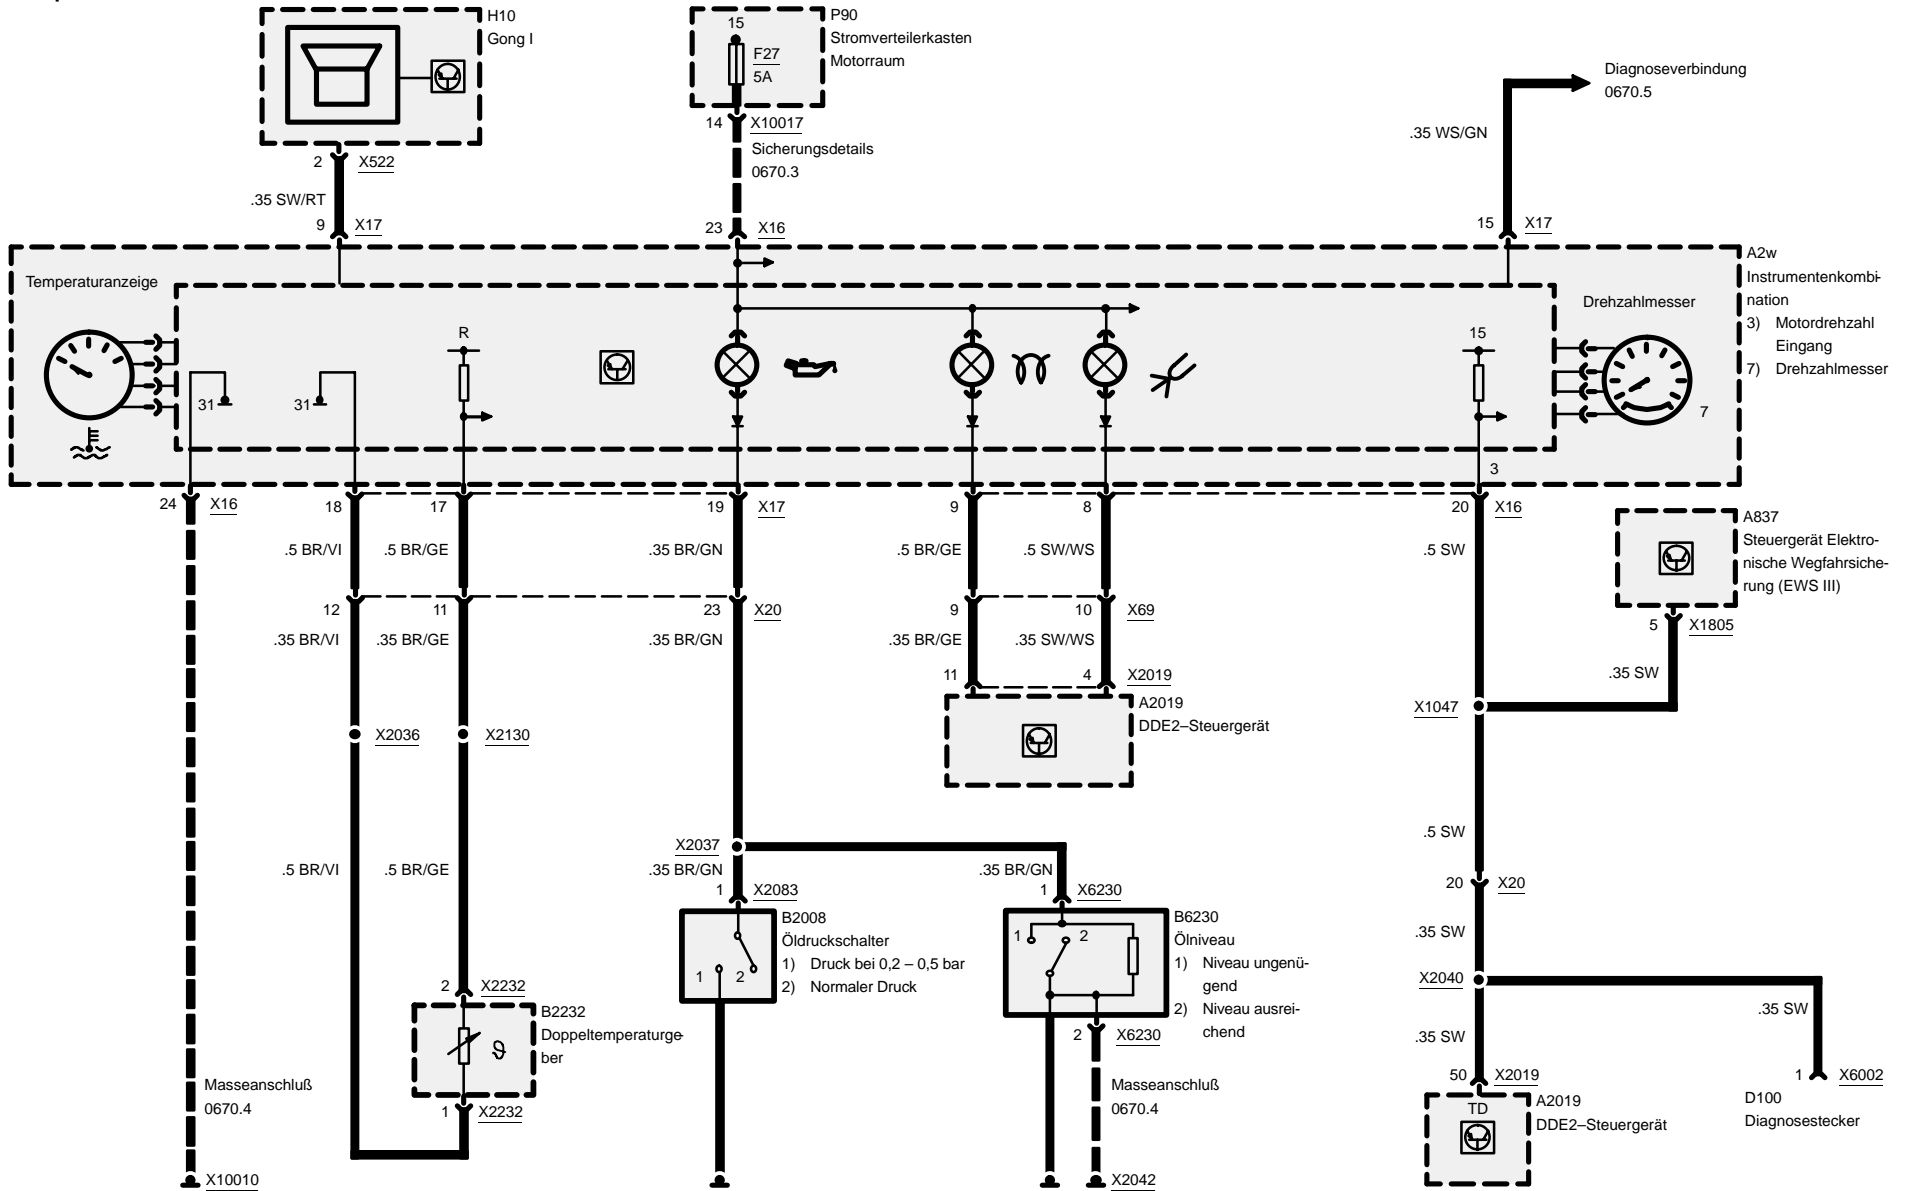 H10
Gong I
2 X522
.35 SW/RT
9 X17
15
F27
5A
P90
Stromverteilerkasten
Motorraum
14 X10017
Sicherungsdetails
0670.3
23 X16
Diagnoseverbindung
0670.5
.35 WS/GN
15 X17
Temperaturanzeige
31
31
R
15
Drehzahlmesser
7
3
A2w
Instrumentenkombi-
nation
3) Motordrehzahl
Eingang
7) Drehzahlmesser
24 X16
18
17
19 X17
9
8
20 X16
.5 BR/VI
.5 BR/GE
.35 BR/GN
.5 BR/GE
.5 SW/WS
.5 SW
A837
Steuergerät Elektro-
nische Wegfahrsiche-
rung (EWS III)
12
11
23 X20
9
10 X69
5 X1805
.35 BR/VI
.35 BR/GE
.35 BR/GN
.35 BR/GE
.35 SW/WS
.35 SW
11
4 X2019
A2019
DDE2–Steuergerät
X1047
X2036
X2130
.5 SW
X2037
.5 BR/VI
.5 BR/GE
.35 BR/GN
.35 BR/GN
1 X2083
1 X6230
20 X20
B2008
Öldruckschalter
1) Druck bei 0,2 – 0,5 bar
2) Normaler Druck
1
2
1
2
B6230
Ölniveau
1) Niveau ungenü-
gend
2) Niveau ausrei-
chend
.35 SW
X2040
.35 SW
.35 SW
2 X2232
B2232
Doppeltemperaturge-
ber
ϑ
1 X2232
2 X6230
Masseanschluß
0670.4
Masseanschluß
0670.4
50 X2019
TD
A2019
DDE2–Steuergerät
1 X6002
D100
Diagnosestecker
X10010
X2042